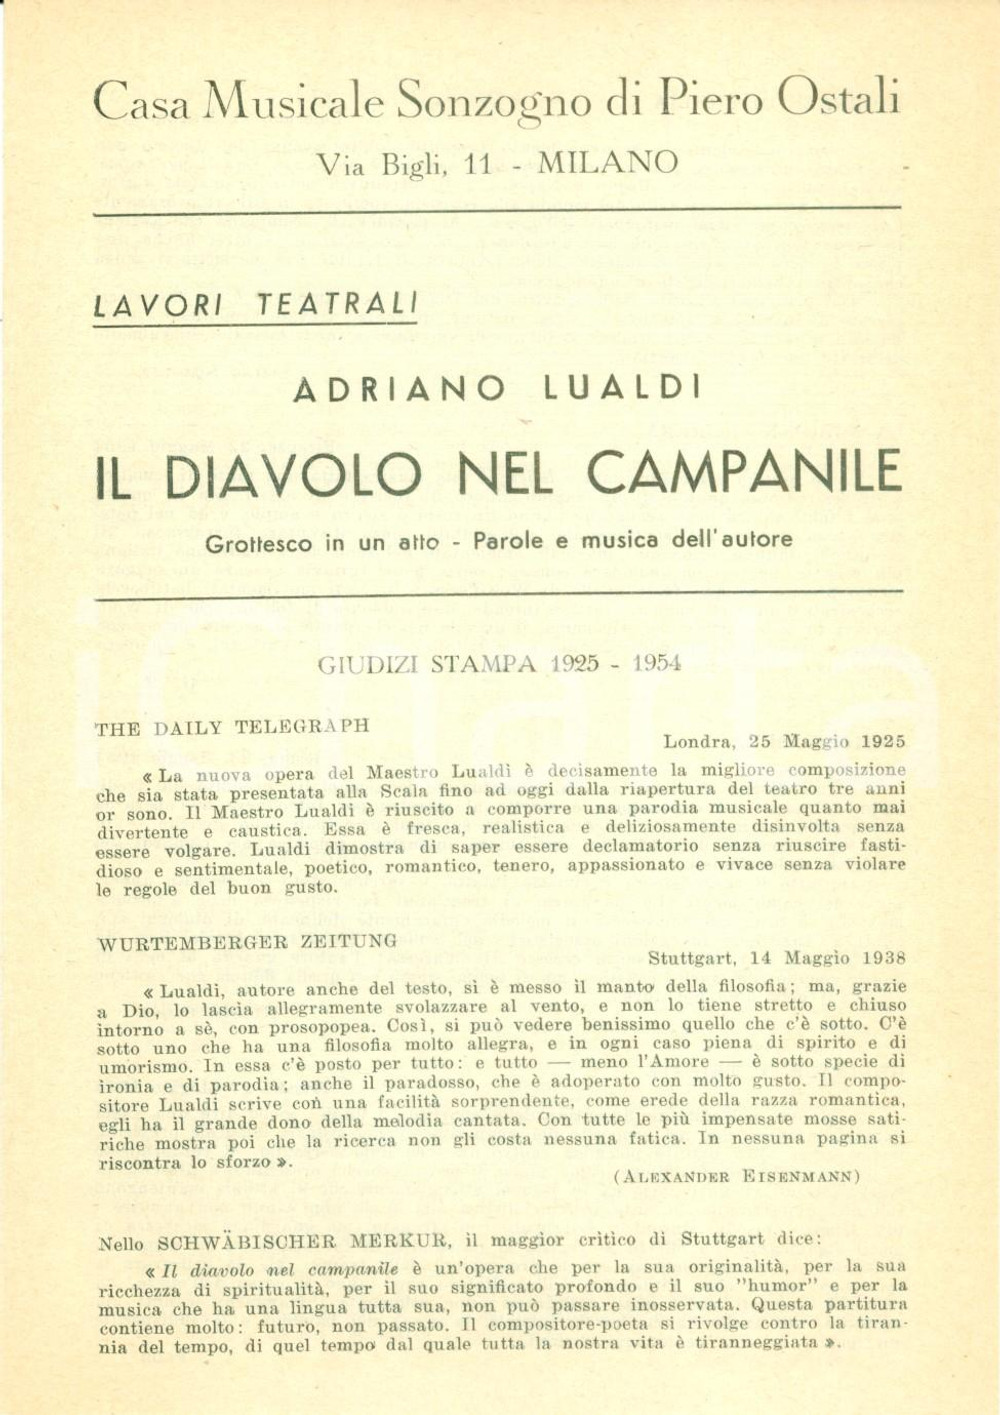 Casa Musicale Sonzogno di Piero Ostali
Via Bigli, 11 - MILANO
LAVORI TEATRALI
ADRIANO LUALDI
IL DIAVOLO NEL CAMPANILE
Grottesco in un atto - Parole e musica dell'autore
GIUDIZI STAMPA 1925 - 1954
THE DAILY TELEGRAPH
Londra, 25 Maggio 1925
« La nuova opera del Maestro Lualdi è decisamente la migliore composizione
che sia stata presentata alla Scala fino ad oggi dalla riapertura del teatro tre anni
or sono. Il Maestro Lualdi è riuscito a comporre una parodia musicale quanto mai
divertente e caustica. Essa è fresca, realistica e deliziosamente disinvolta senza
essere volgare. Lualdi dimostra di saper essere declamatorio senza riuscire fasti-
dioso e sentimentale, poetico, romantico, tenero, appassionato e vivace senza violare
le regole del buon gusto.
WURTEMBERGER ZEITUNG
Stuttgart, 14 Maggio 1938
« Lualdi, autore anche del testo, si è messo il manto della filosofia; ma, grazie
a Dio, lo lascia allegramente svolazzare al vento, e non lo tiene stretto e chiuso
intorno a sè, con prosopopea. Così, si può vedere benissimo quello che c'è sotto. C'è
sotto uno che ha una filosofia molto allegra, e in ogni caso piena di spirito e di
umorismo. In essa c'è posto per tutto: e tutto — meno l'Amore — è sotto specie di
ironia e di parodia; anche il paradosso, che è adoperato con molto gusto. Il compo-
sitore Lualdi scrive con una facilità sorprendente, come erede della razza romantica,
egli ha il grande dono della melodia cantata. Con tutte le più impensate mosse sati-
riche mostra poi che la ricerca non gli costa nessuna fatica. In nessuna pagina si
riscontra lo sforzo ».
(ALEXANDER EISENMANN)
Nello SCHWÄBISCHER MERKUR, il maggior critico di Stuttgart dice:
« Il diavolo nel campanile è un'opera che per la sua originalità, per la sua
ricchezza di spiritualità, per il suo significato profondo e il suo "humor" e per la
musica che ha una lingua tutta sua, non può passare inosservata. Questa partitura
contiene molto: futuro, non passato. Il compositore-poeta si rivolge contro la tiran-
nia del tempo, di quel tempo dal quale tutta la nostra vita è tiranneggiata ».